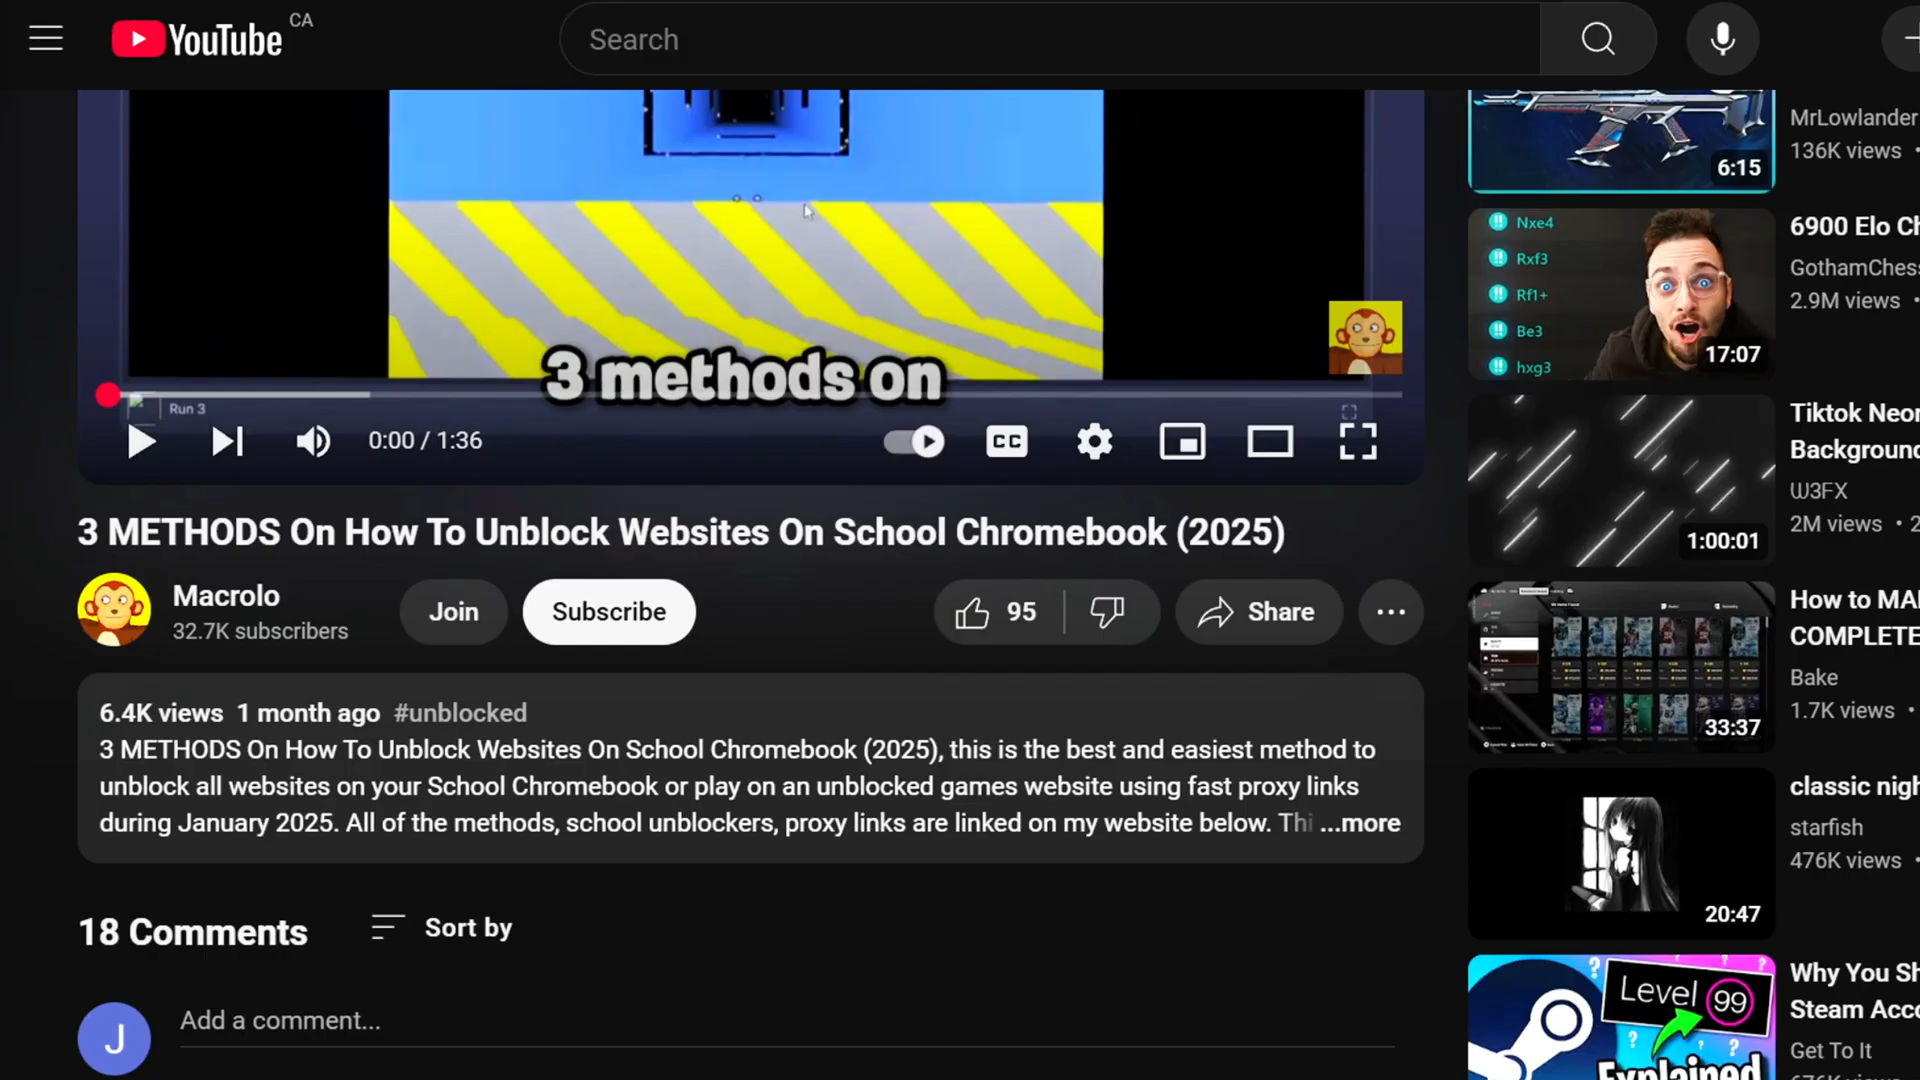 YouTube CA
Search
3 methods on
Run 3
0:00 / 1:36
CC
3 METHODS On How To Unblock Websites On School Chromebook (2025)
Macrolo
32.7K subscribers
Join
Subscribe
95
Share
6.4K views 1 month ago #unblocked
3 METHODS On How To Unblock Websites On School Chromebook (2025), this is the best and easiest method to
unblock all websites on your School Chromebook or play on an unblocked games website using fast proxy links
during January 2025. All of the methods, school unblockers, proxy links are linked on my website below. Thi ...more
18 Comments
Sort by
J
Add a comment...
6:15
MrLowlander
136K views •
!! Nxe4
!! Rxf3
!! Rf1+
!! Be3
!! hxg3
17:07
6900 Elo Ch
GothamChess
2.9M views •
1:00:01
Tiktok Neon
Background
W3FX
2M views • 2
33:37
How to MA
COMPLETE
Bake
1.7K views •
20:47
classic nigh
starfish
476K views •
Level 99
Explained
Why You Sh
Steam Acco
Get To It